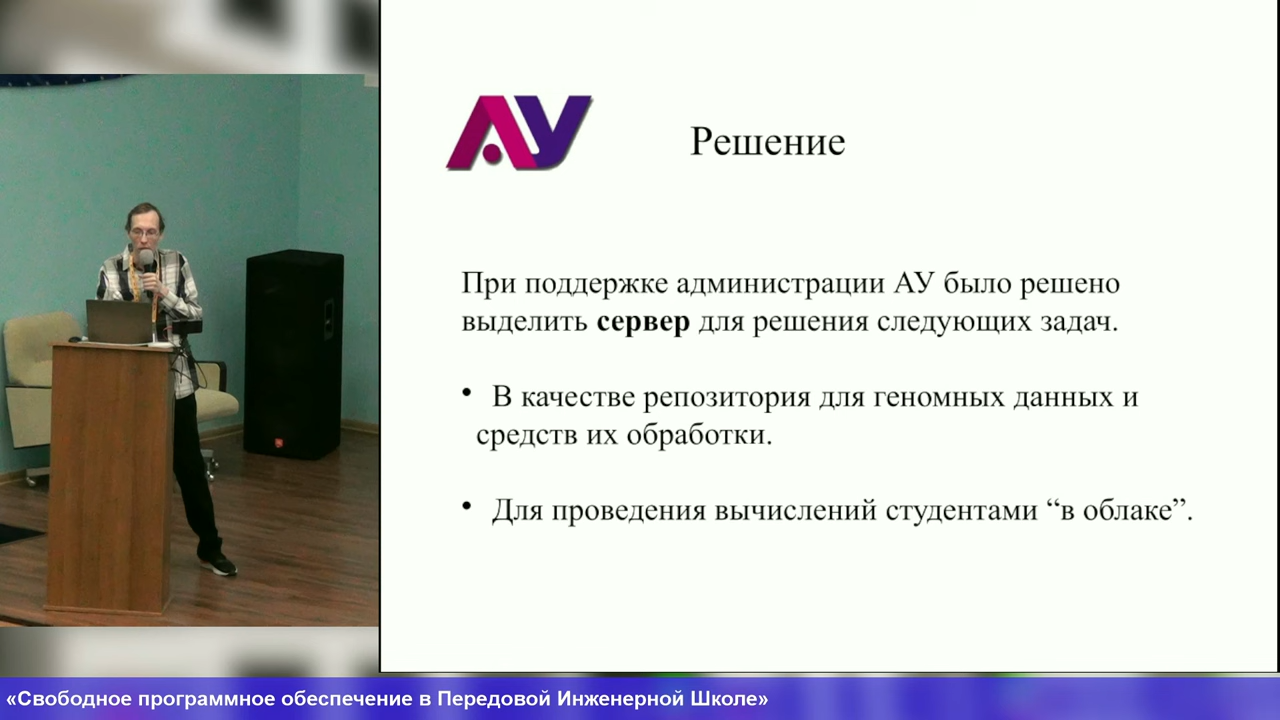 АУ
Решение
При поддержке администрации АУ было решено
выделить сервер для решения следующих задач.
• В качестве репозитория для геномных данных и
средств их обработки.
• Для проведения вычислений студентами “в облаке”.
«Свободное программное обеспечение в Передовой Инженерной Школе»